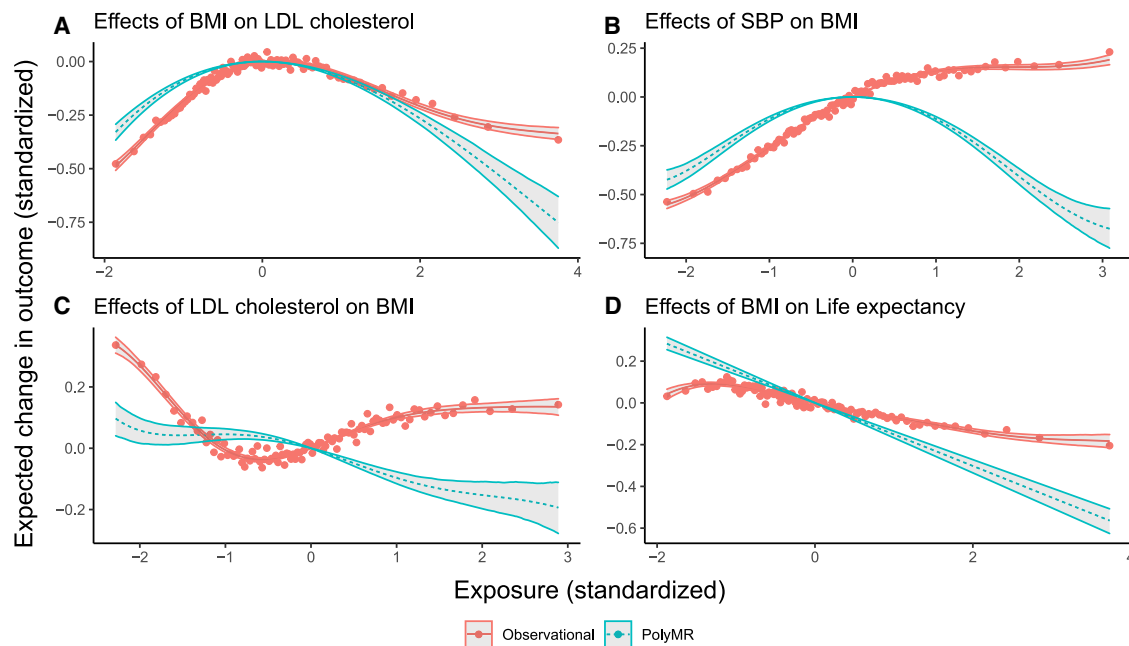 A Effects of BMI on LDL cholesterol
0.00
−0.25
−0.50
−0.75
−2 0 2 4
B Effects of SBP on BMI
0.25
0.00
−0.25
−0.50
−0.75
−2 −1 0 1 2 3
C Effects of LDL cholesterol on BMI
0.2
0.0
−0.2
−2 −1 0 1 2 3
D Effects of BMI on Life expectancy
0.2
0.0
−0.2
−0.4
−0.6
−2 0 2 4
Expected change in outcome (standardized)
Exposure (standardized)
Observational PolyMR